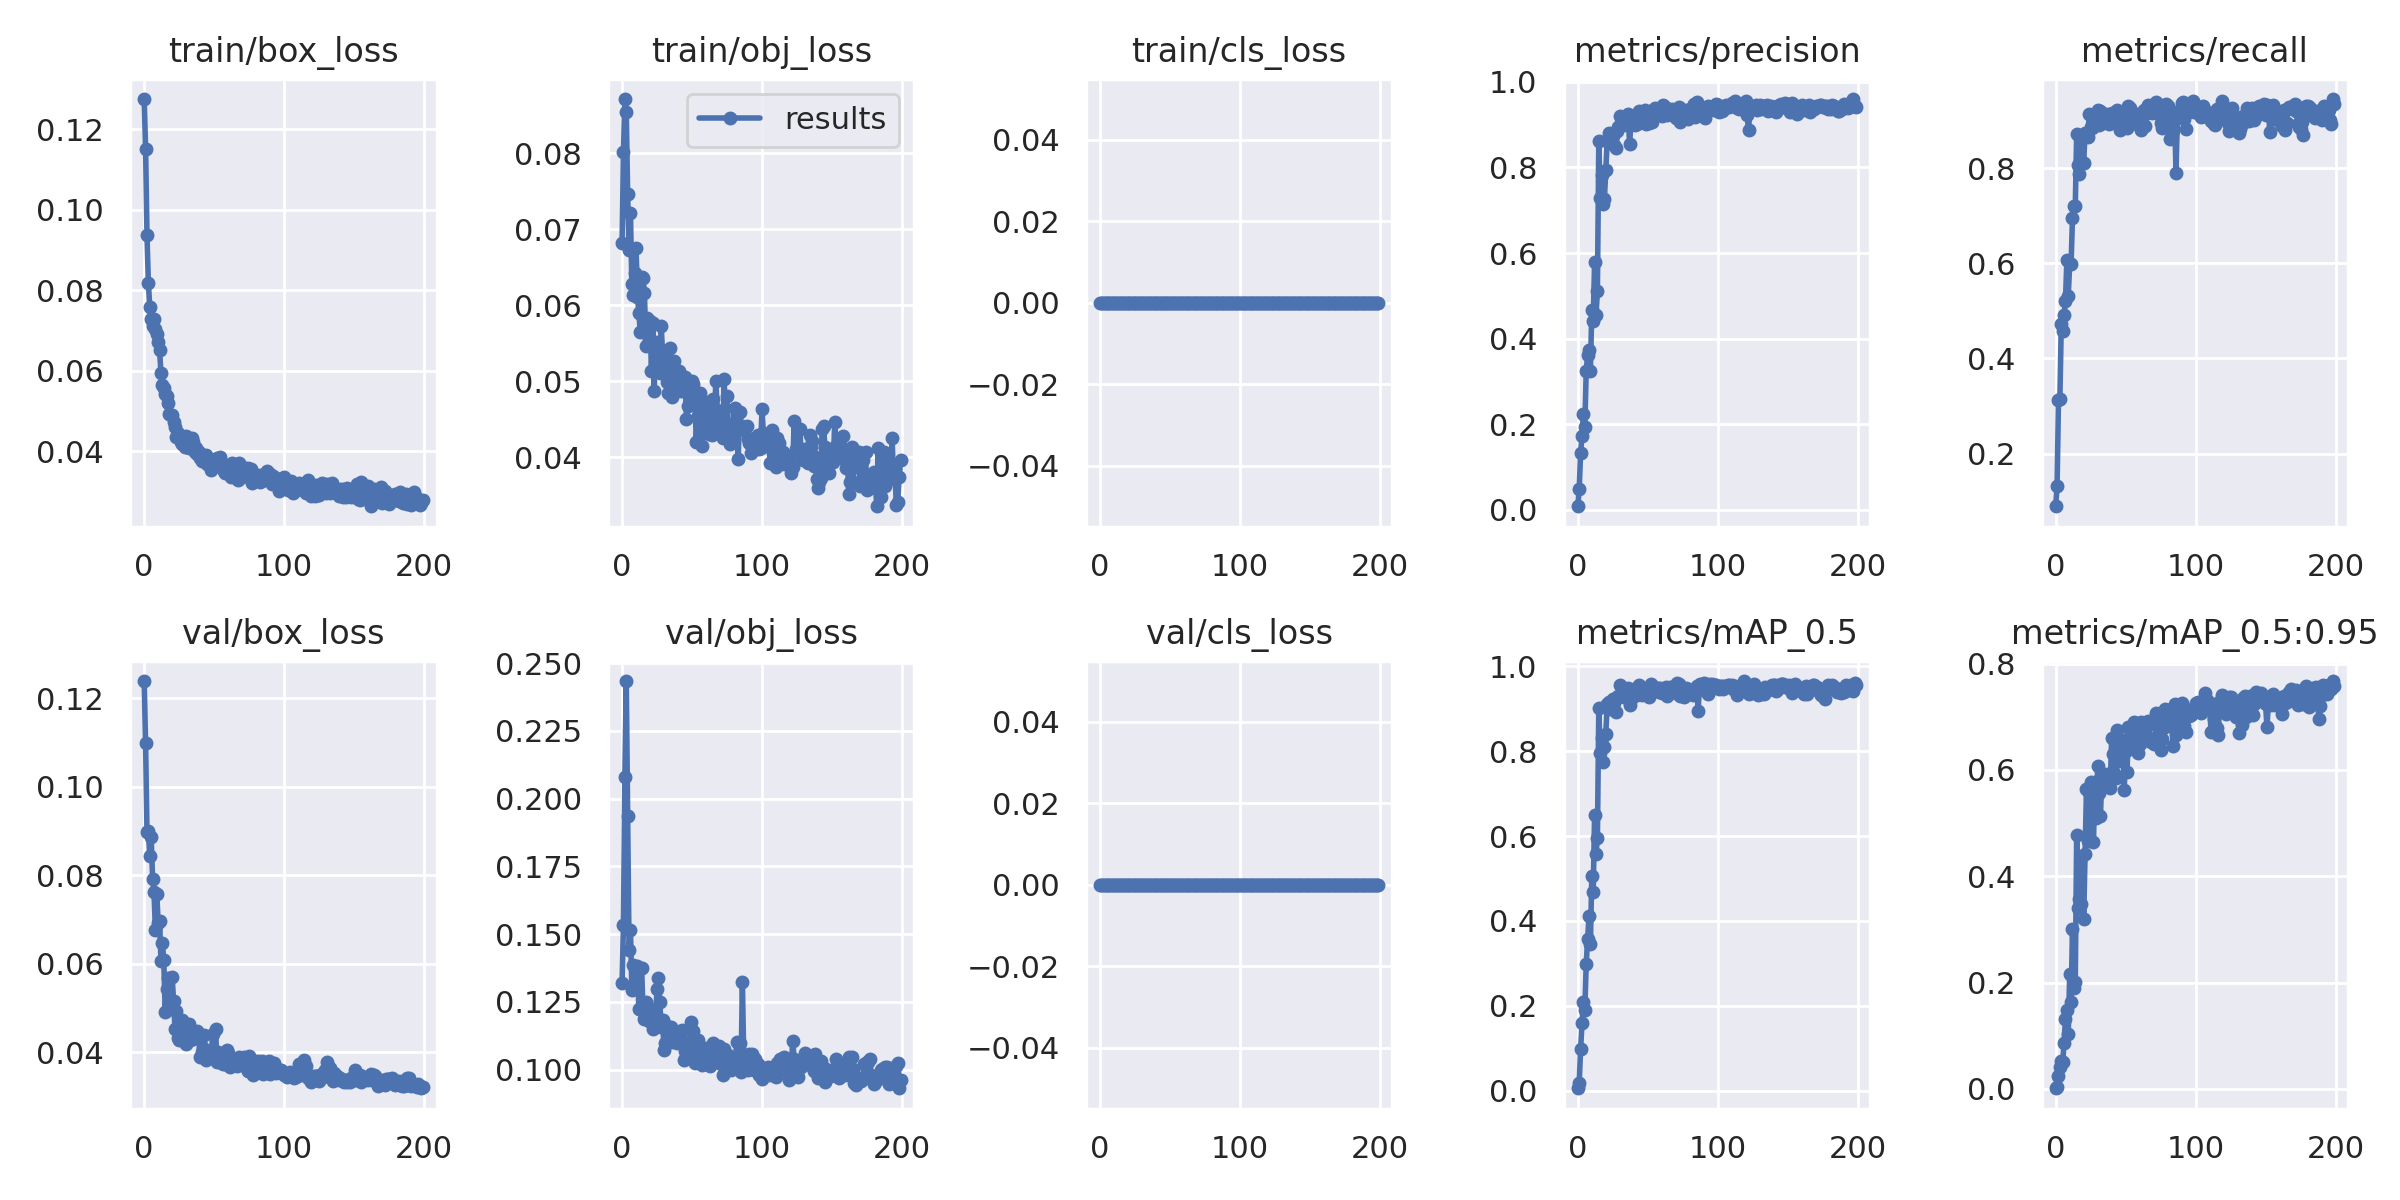 train/box_loss
0.12
0.10
0.08
0.06
0.04
0 100 200
train/obj_loss
results
0.08
0.07
0.06
0.05
0.04
0 100 200
train/cls_loss
0.04
0.02
0.00
−0.02
−0.04
0 100 200
metrics/precision
1.0
0.8
0.6
0.4
0.2
0.0
0 100 200
metrics/recall
0.8
0.6
0.4
0.2
0 100 200
val/box_loss
0.12
0.10
0.08
0.06
0.04
0 100 200
val/obj_loss
0.250
0.225
0.200
0.175
0.150
0.125
0.100
0 100 200
val/cls_loss
0.04
0.02
0.00
−0.02
−0.04
0 100 200
metrics/mAP_0.5
1.0
0.8
0.6
0.4
0.2
0.0
0 100 200
metrics/mAP_0.5:0.95
0.8
0.6
0.4
0.2
0.0
0 100 200